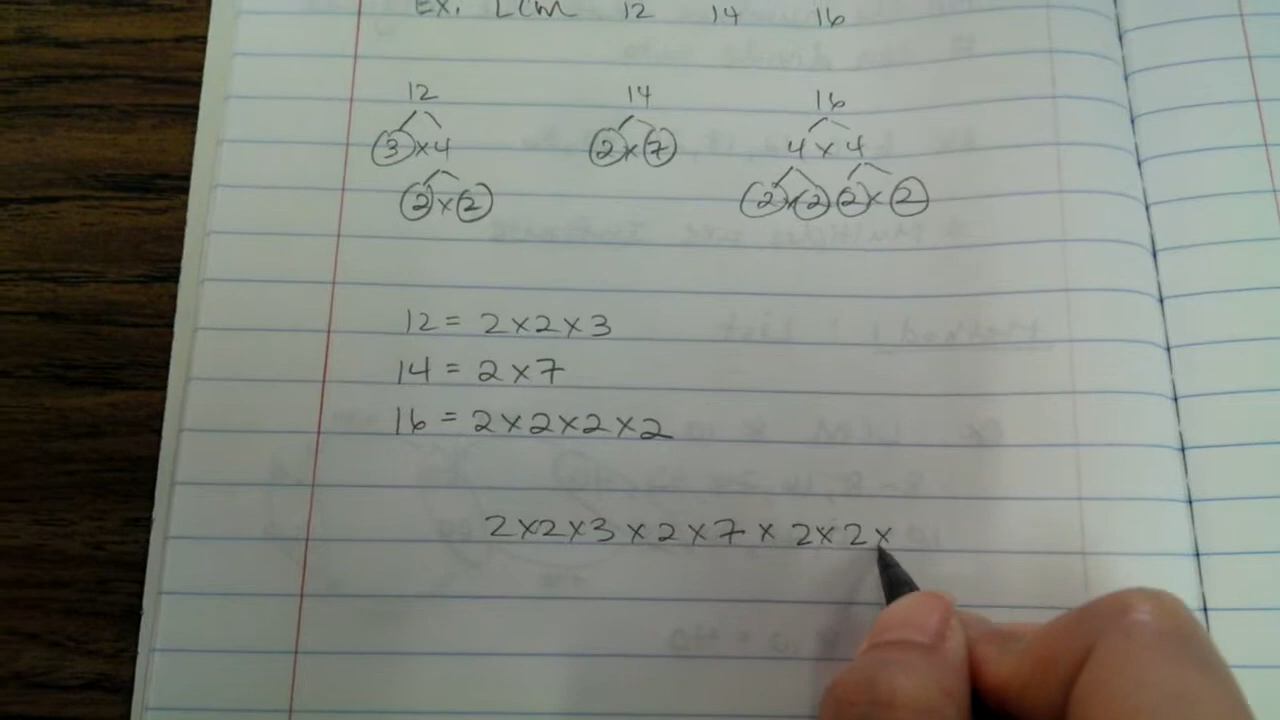 Ex. LCM 12 14 16
12 14 16
3 x 4 2 x 7 4 x 4
2 x 2 2 x 2 2 x 2
12 = 2 x 2 x 3
14 = 2 x 7
16 = 2 x 2 x 2 x 2
2 x 2 x 3 x 2 x 7 x 2 x 2 x